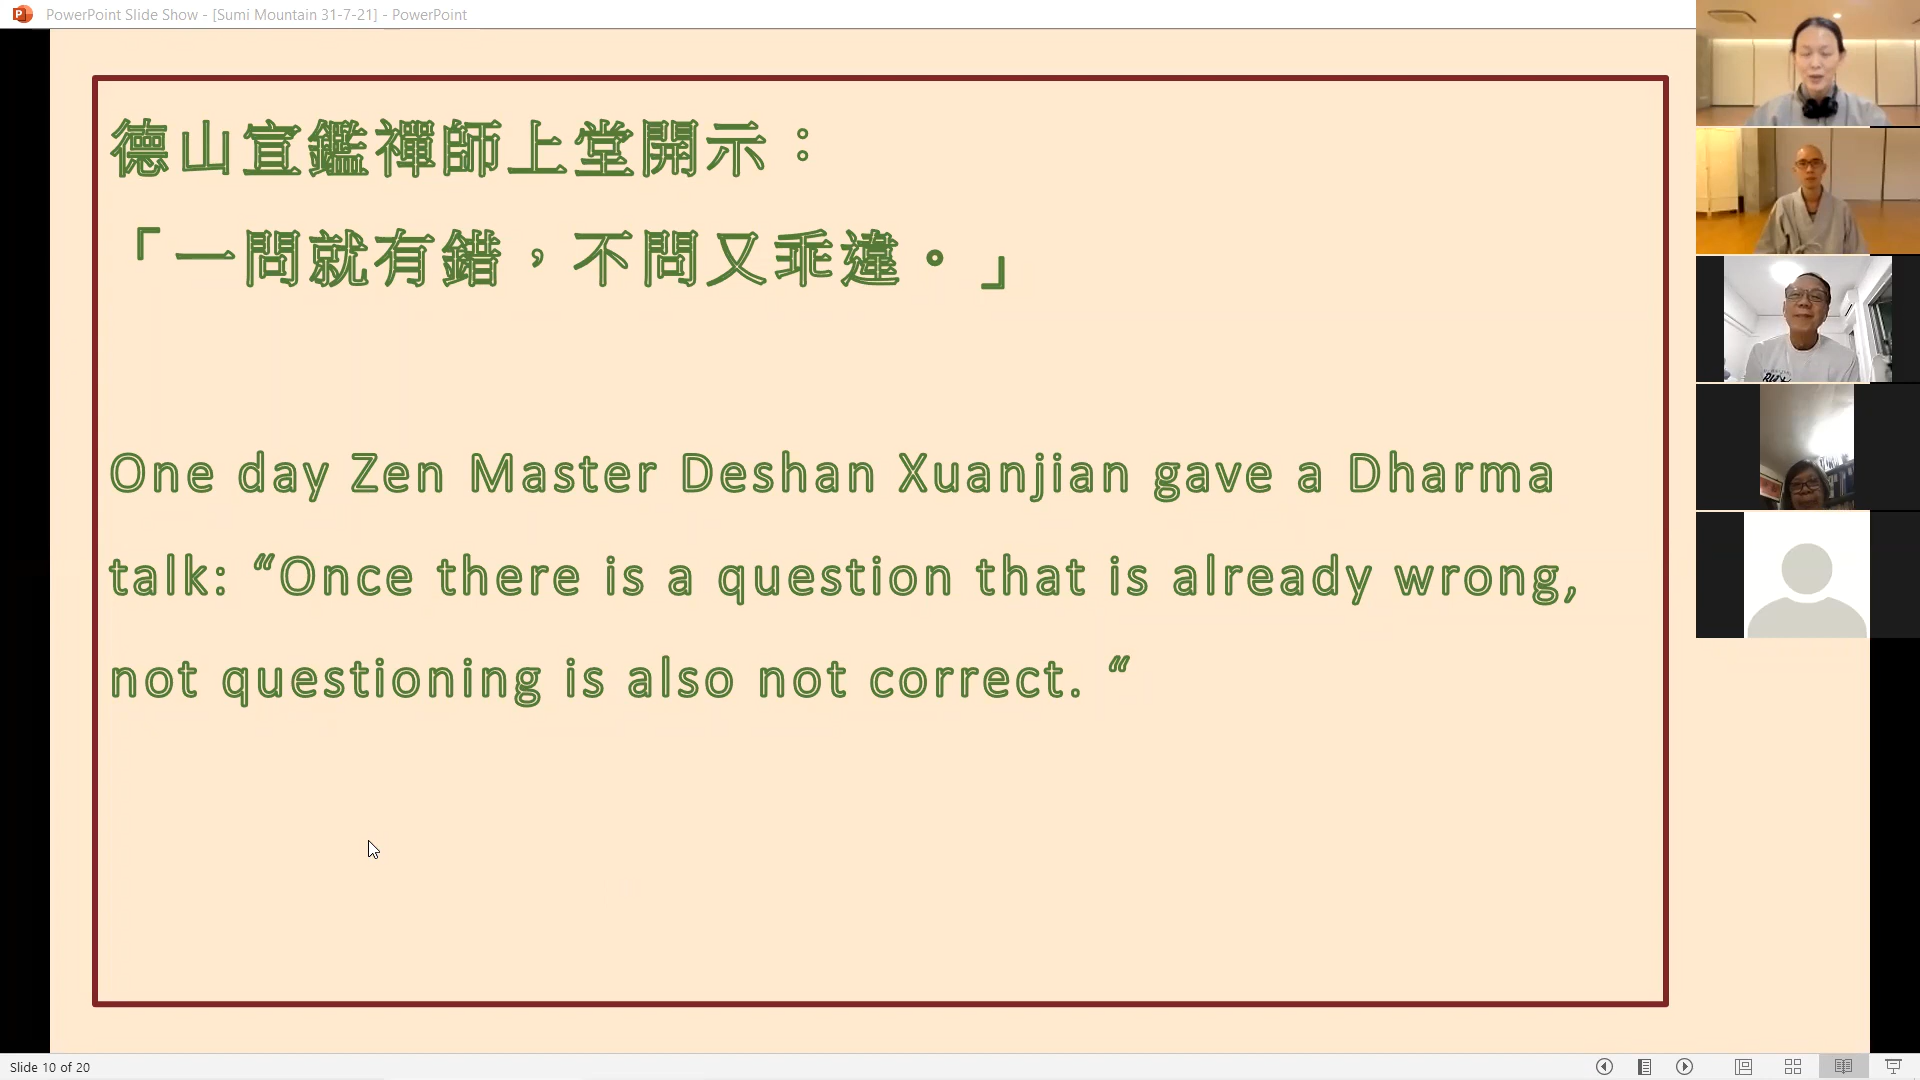 PowerPoint Slide Show - [Sumi Mountain 31-7-21] - PowerPoint
德山宣鑑禪師上堂開示：
「一問就有錯，不問又乖違。」
One day Zen Master Deshan Xuanjian gave a Dharma
talk: “Once there is a question that is already wrong,
not questioning is also not correct. “
Slide 10 of 20